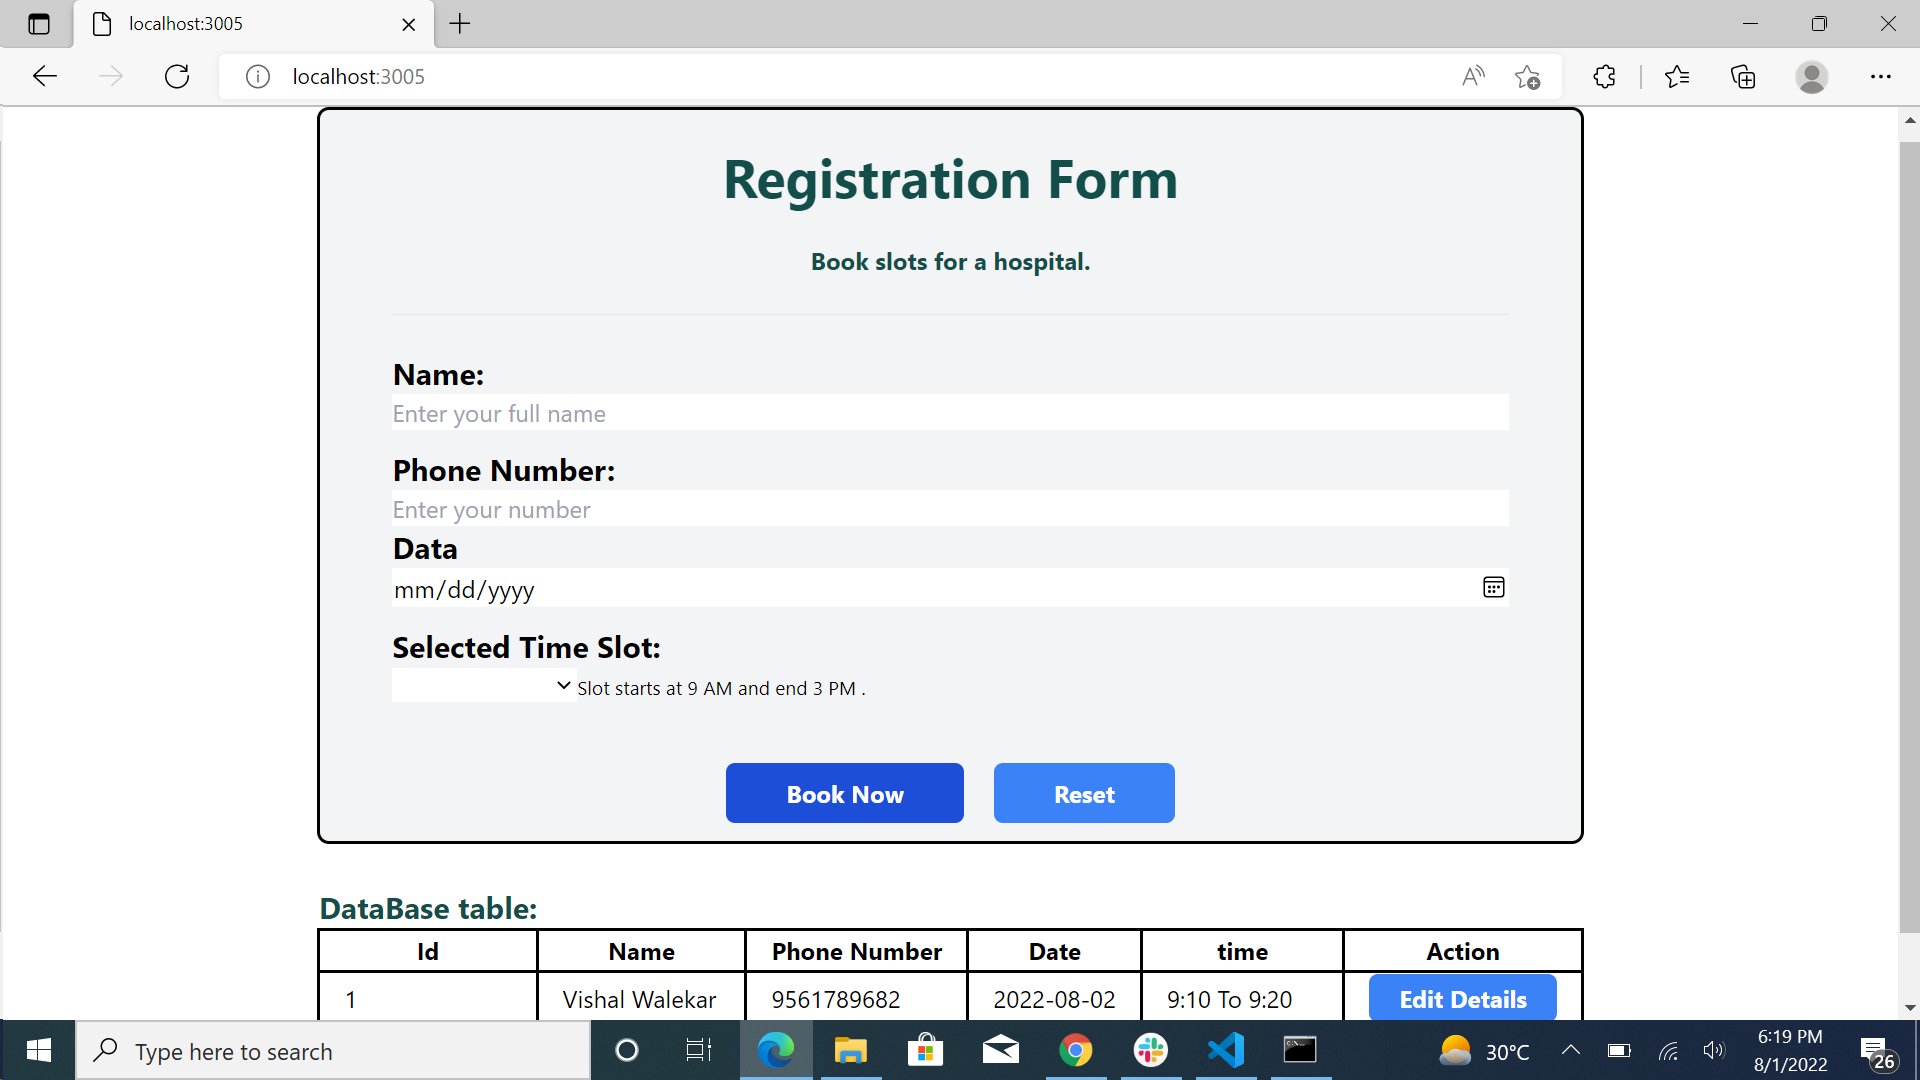 localhost:3005
localhost:3005
Registration Form
Book slots for a hospital.
Name:
Enter your full name
Phone Number:
Enter your number
Data
mm/dd/yyyy
Selected Time Slot:
Slot starts at 9 AM and end 3 PM .
Book Now Reset
DataBase table:
Id Name Phone Number Date time Action
1 Vishal Walekar 9561789682 2022-08-02 9:10 To 9:20 Edit Details
Type here to search 30°C 6:19 PM
8/1/2022 26